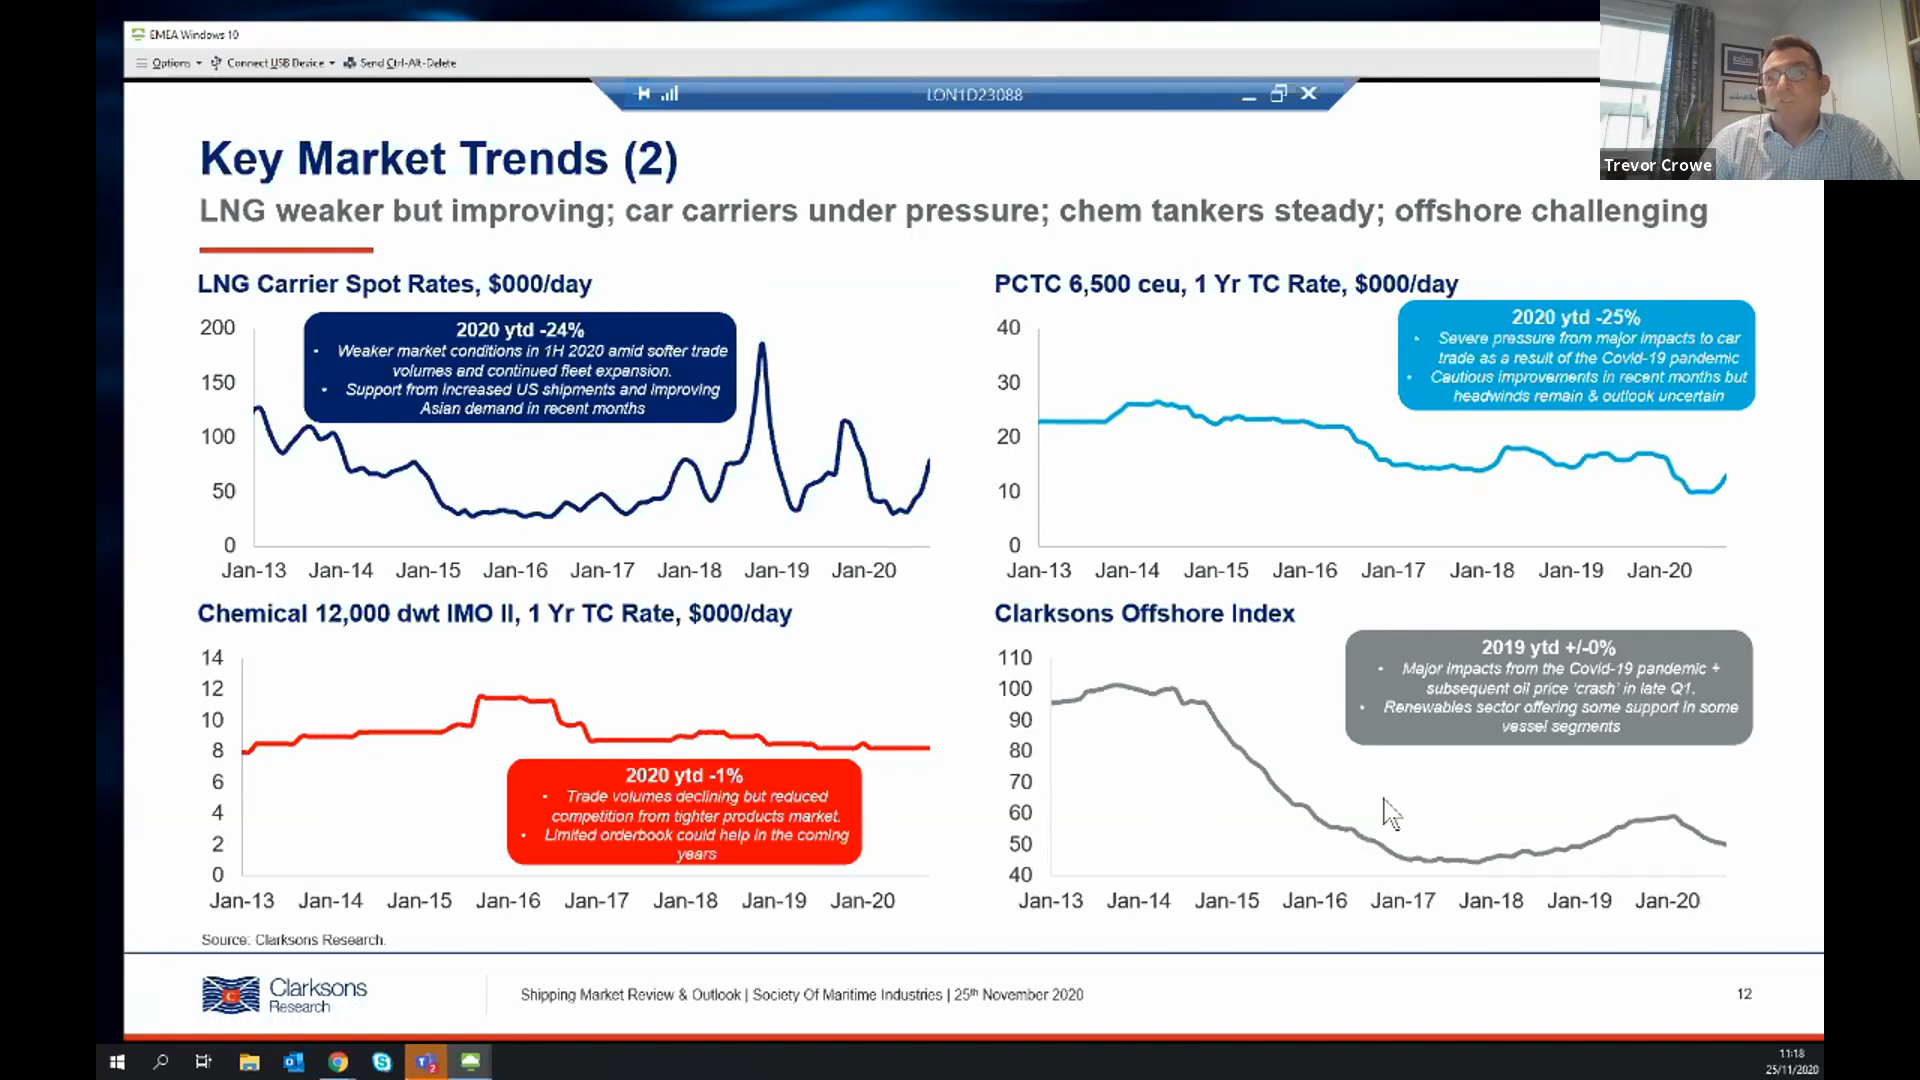 EMEA Windows 10
Options
Connect USB Device
Send Ctrl-Alt-Delete
LON1D23088
Trevor Crowe
Key Market Trends (2)
LNG weaker but improving; car carriers under pressure; chem tankers steady; offshore challenging
LNG Carrier Spot Rates, $000/day
2020 ytd -24%
• Weaker market conditions in 1H 2020 amid softer trade
volumes and continued fleet expansion.
• Support from increased US shipments and improving
Asian demand in recent months
200
150
100
50
0
Jan-13 Jan-14 Jan-15 Jan-16 Jan-17 Jan-18 Jan-19 Jan-20
PCTC 6,500 ceu, 1 Yr TC Rate, $000/day
2020 ytd -25%
• Severe pressure from major impacts to car
trade as a result of the Covid-19 pandemic
• Cautious improvements in recent months but
headwinds remain & outlook uncertain
40
30
20
10
0
Jan-13 Jan-14 Jan-15 Jan-16 Jan-17 Jan-18 Jan-19 Jan-20
Chemical 12,000 dwt IMO II, 1 Yr TC Rate, $000/day
14
12
10
8
6
4
2
0
2020 ytd -1%
• Trade volumes declining but reduced
competition from tighter products market.
• Limited orderbook could help in the coming
years
Jan-13 Jan-14 Jan-15 Jan-16 Jan-17 Jan-18 Jan-19 Jan-20
Clarksons Offshore Index
2019 ytd +/-0%
• Major impacts from the Covid-19 pandemic +
subsequent oil price 'crash' in late Q1.
• Renewables sector offering some support in some
vessel segments
110
100
90
80
70
60
50
40
Jan-13 Jan-14 Jan-15 Jan-16 Jan-17 Jan-18 Jan-19 Jan-20
Source: Clarksons Research.
C
Clarksons
Research
Shipping Market Review & Outlook | Society Of Maritime Industries | 25th November 2020
12
2
11:18
25/11/2020